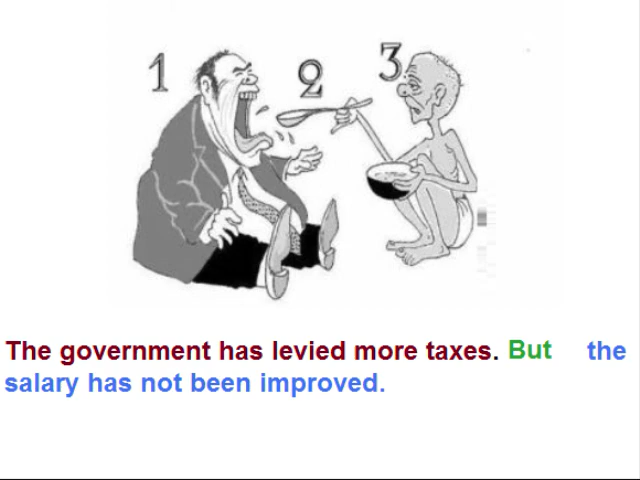 1 2 3
The government has levied more taxes. But the
salary has not been improved.